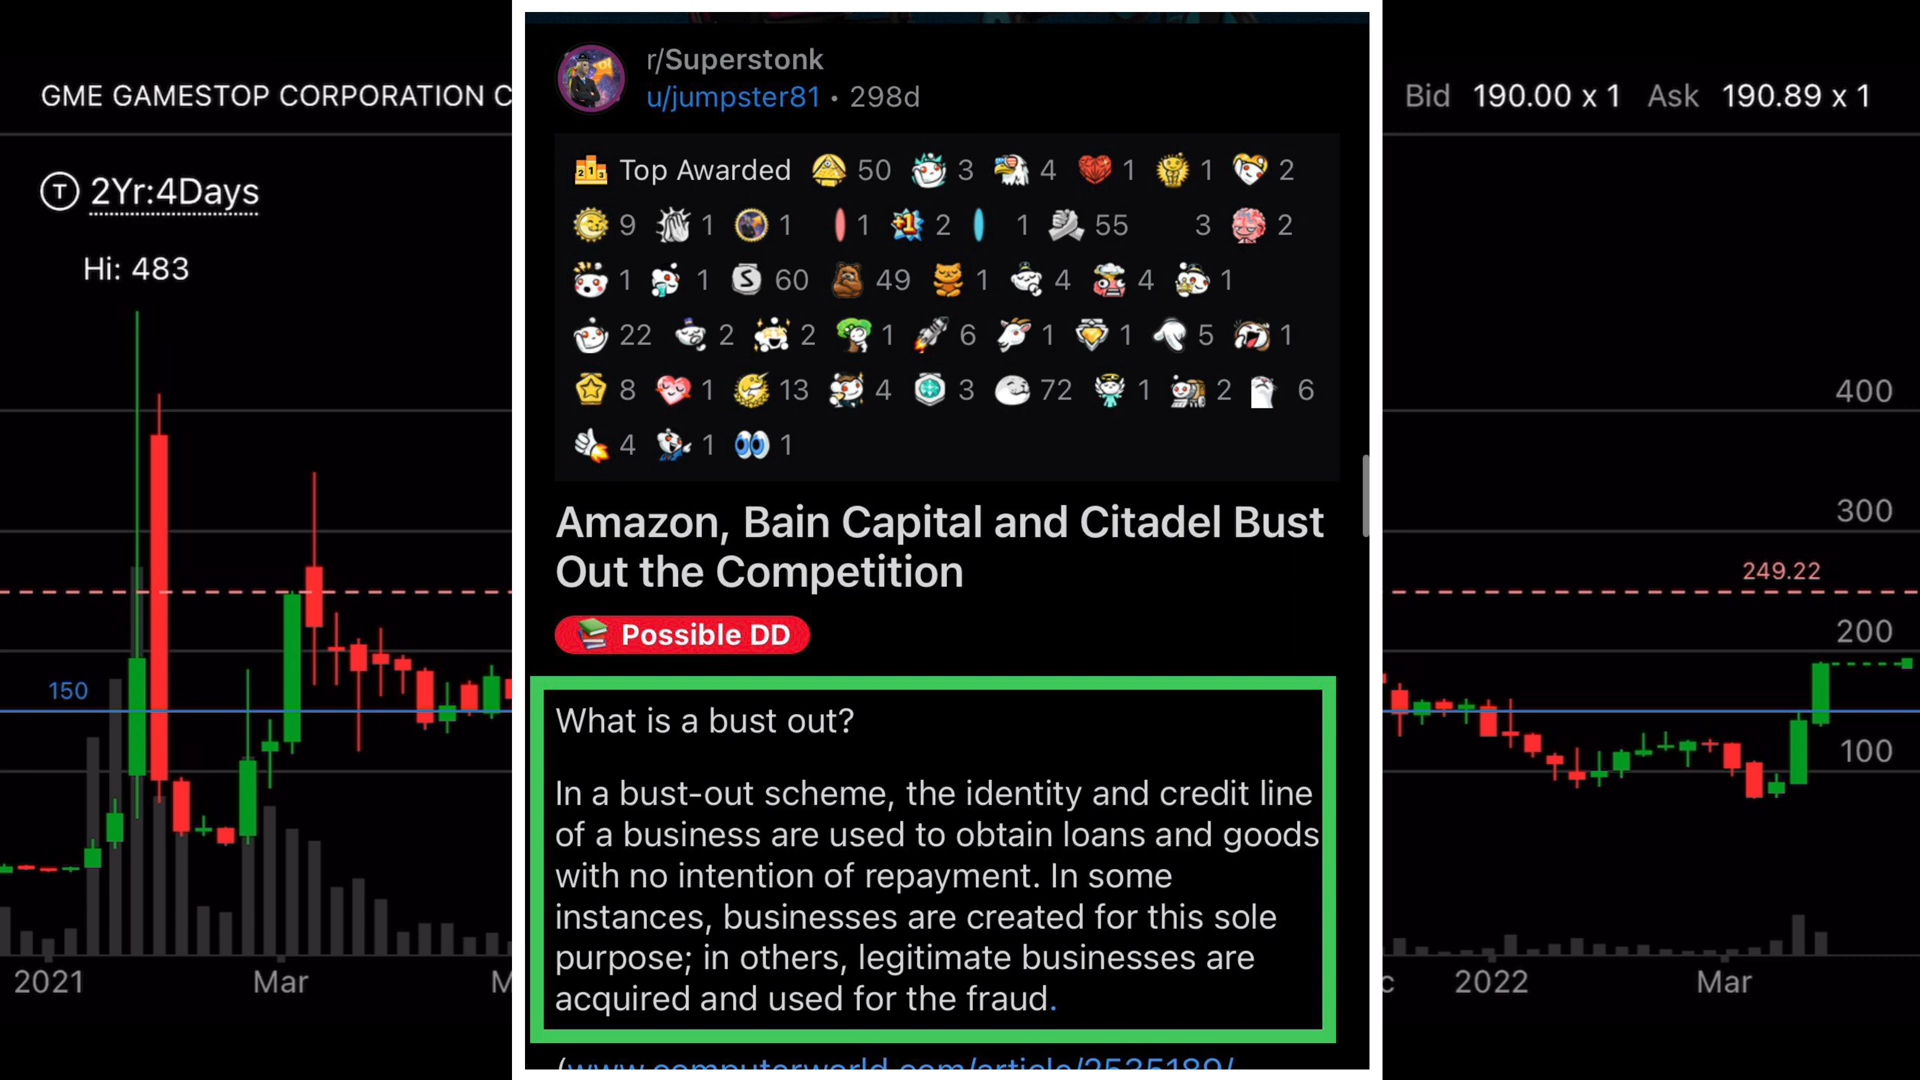 GME GAMESTOP CORPORATION C
T 2Yr:4Days
Hi: 483
150
2021 Mar M
r/Superstonk
u/jumpster81 • 298d
Top Awarded 50 3 4 1 1 2
9 1 1 1 +1 2 1 55 3 2
1 1 S 60 49 1 4 4 1
22 2 2 1 6 1 1 5 1
8 1 13 4 3 72 1 2 6
4 1 1
Amazon, Bain Capital and Citadel Bust
Out the Competition
Possible DD
What is a bust out?
In a bust-out scheme, the identity and credit line
of a business are used to obtain loans and goods
with no intention of repayment. In some
instances, businesses are created for this sole
purpose; in others, legitimate businesses are
acquired and used for the fraud.
(www.computerworld.com/article/2535189/
Bid 190.00 x 1 Ask 190.89 x 1
400
300
249.22
200
100
c 2022 Mar